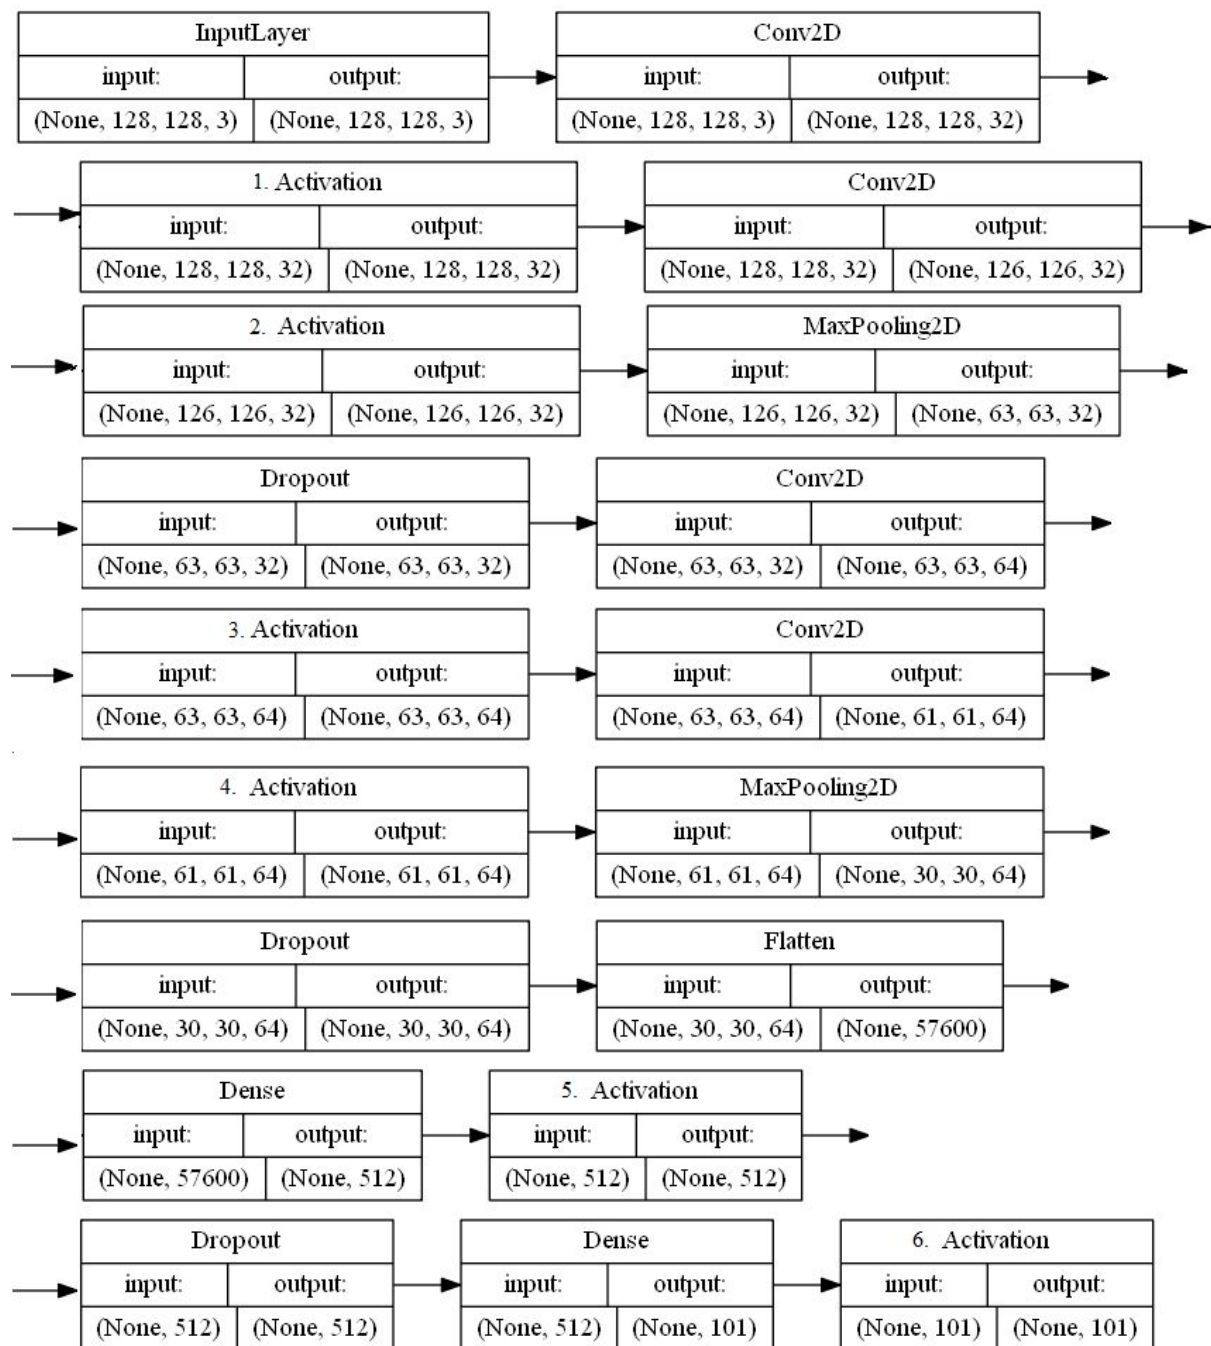 InputLayer Conv2D
input: output: input: output:
(None, 128, 128, 3) (None, 128, 128, 3) (None, 128, 128, 3) (None, 128, 128, 32)
1. Activation Conv2D
input: output: input: output:
(None, 128, 128, 32) (None, 128, 128, 32) (None, 128, 128, 32) (None, 126, 126, 32)
2. Activation MaxPooling2D
input: output: input: output:
(None, 126, 126, 32) (None, 126, 126, 32) (None, 126, 126, 32) (None, 63, 63, 32)
Dropout Conv2D
input: output: input: output:
(None, 63, 63, 32) (None, 63, 63, 32) (None, 63, 63, 32) (None, 63, 63, 64)
3. Activation Conv2D
input: output: input: output:
(None, 63, 63, 64) (None, 63, 63, 64) (None, 63, 63, 64) (None, 61, 61, 64)
4. Activation MaxPooling2D
input: output: input: output:
(None, 61, 61, 64) (None, 61, 61, 64) (None, 61, 61, 64) (None, 30, 30, 64)
Dropout Flatten
input: output: input: output:
(None, 30, 30, 64) (None, 30, 30, 64) (None, 30, 30, 64) (None, 57600)
Dense 5. Activation
input: output: input: output:
(None, 57600) (None, 512) (None, 512) (None, 512)
Dropout Dense 6. Activation
input: output: input: output: input: output:
(None, 512) (None, 512) (None, 512) (None, 101) (None, 101) (None, 101)